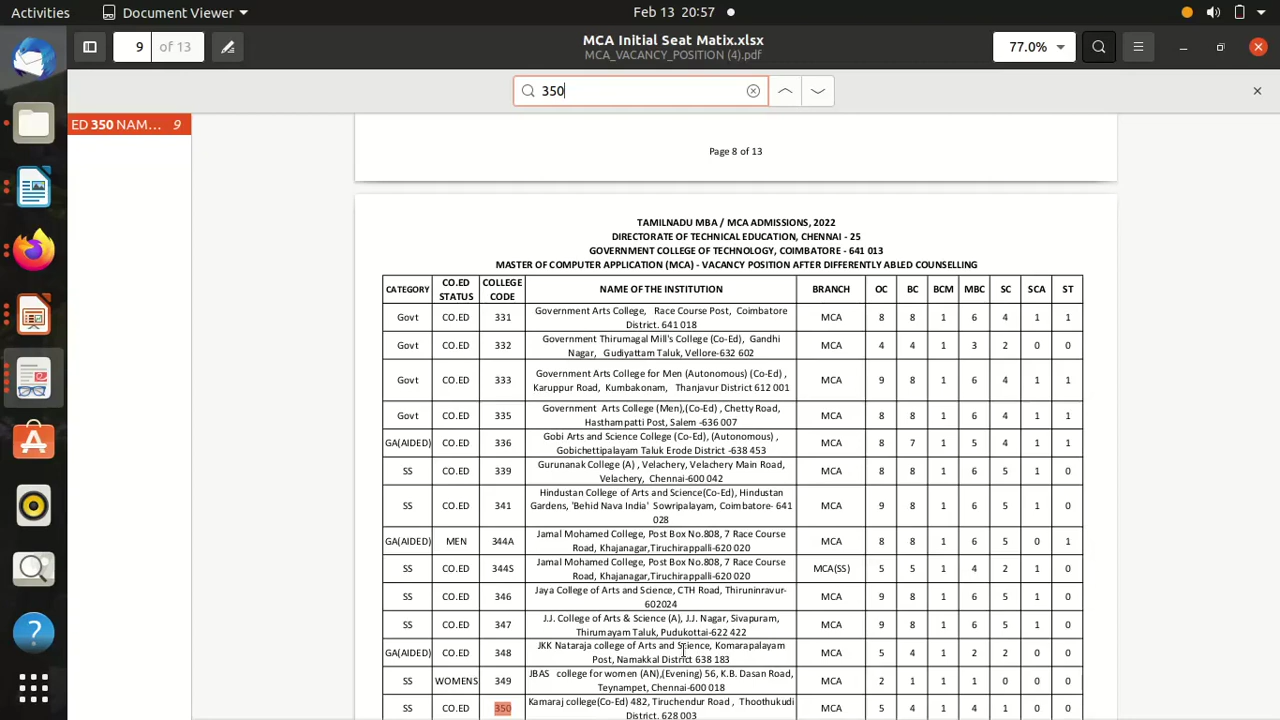 Activities Document Viewer Feb 13 20:57
9 of 13 MCA Initial Seat Matix.xlsx 77.0%
MCA_VACANCY_POSITION (4).pdf
350
ED 350 NAM... 9
Page 8 of 13
TAMILNADU MBA / MCA ADMISSIONS, 2022
DIRECTORATE OF TECHNICAL EDUCATION, CHENNAI - 25
GOVERNMENT COLLEGE OF TECHNOLOGY, COIMBATORE - 641 013
MASTER OF COMPUTER APPLICATION (MCA) - VACANCY POSITION AFTER DIFFERENTLY ABLED COUNSELLING
CATEGORY CO.ED STATUS COLLEGE CODE NAME OF THE INSTITUTION BRANCH OC BC BCM MBC SC SCA ST
Govt CO.ED 331 Government Arts College, Race Course Post, Coimbatore District. 641 018 MCA 8 8 1 6 4 1 1
Govt CO.ED 332 Government Thirumagal Mill's College (Co-Ed), Gandhi Nagar, Gudiyattam Taluk, Vellore-632 602 MCA 4 4 1 3 2 0 0
Govt CO.ED 333 Government Arts College for Men (Autonomous) (Co-Ed) , Karuppur Road, Kumbakonam, Thanjavur District 612 001 MCA 9 8 1 6 4 1 1
Govt CO.ED 335 Government Arts College (Men),(Co-Ed) , Chetty Road, Hasthampatti Post, Salem -636 007 MCA 8 8 1 6 4 1 1
GA(AIDED) CO.ED 336 Gobi Arts and Science College (Co-Ed), (Autonomous) , Gobichettipalayam Taluk Erode District -638 453 MCA 8 7 1 5 4 1 1
SS CO.ED 339 Gurunanak College (A) , Velachery, Velachery Main Road, Velachery, Chennai-600 042 MCA 8 8 1 6 5 1 0
SS CO.ED 341 Hindustan College of Arts and Science(Co-Ed), Hindustan Gardens, 'Behid Nava India' Sowripalayam, Coimbatore- 641 028 MCA 9 8 1 6 5 1 0
GA(AIDED) MEN 344A Jamal Mohamed College, Post Box No.808, 7 Race Course Road, Khajanagar,Tiruchirappalli-620 020 MCA 8 8 1 6 5 0 1
SS CO.ED 344S Jamal Mohamed College, Post Box No.808, 7 Race Course Road, Khajanagar,Tiruchirappalli-620 020 MCA(SS) 5 5 1 4 2 1 0
SS CO.ED 346 Jaya College of Arts and Science, CTH Road, Thiruninravur-602024 MCA 9 8 1 6 5 1 0
SS CO.ED 347 J.J. College of Arts & Science (A), J.J. Nagar, Sivapuram, Thirumayam Taluk, Pudukottai-622 422 MCA 9 8 1 6 5 1 0
GA(AIDED) CO.ED 348 JKK Nataraja college of Arts and Science, Komarapalayam Post, Namakkal District 638 183 MCA 5 4 1 2 2 0 0
SS WOMENS 349 JBAS college for women (AN),(Evening) 56, K.B. Dasan Road, Teynampet, Chennai-600 018 MCA 2 1 1 1 0 0 0
SS CO.ED 350 Kamaraj college(Co-Ed) 482, Tiruchendur Road , Thoothukudi District. 628 003 MCA 5 4 1 4 1 0 0